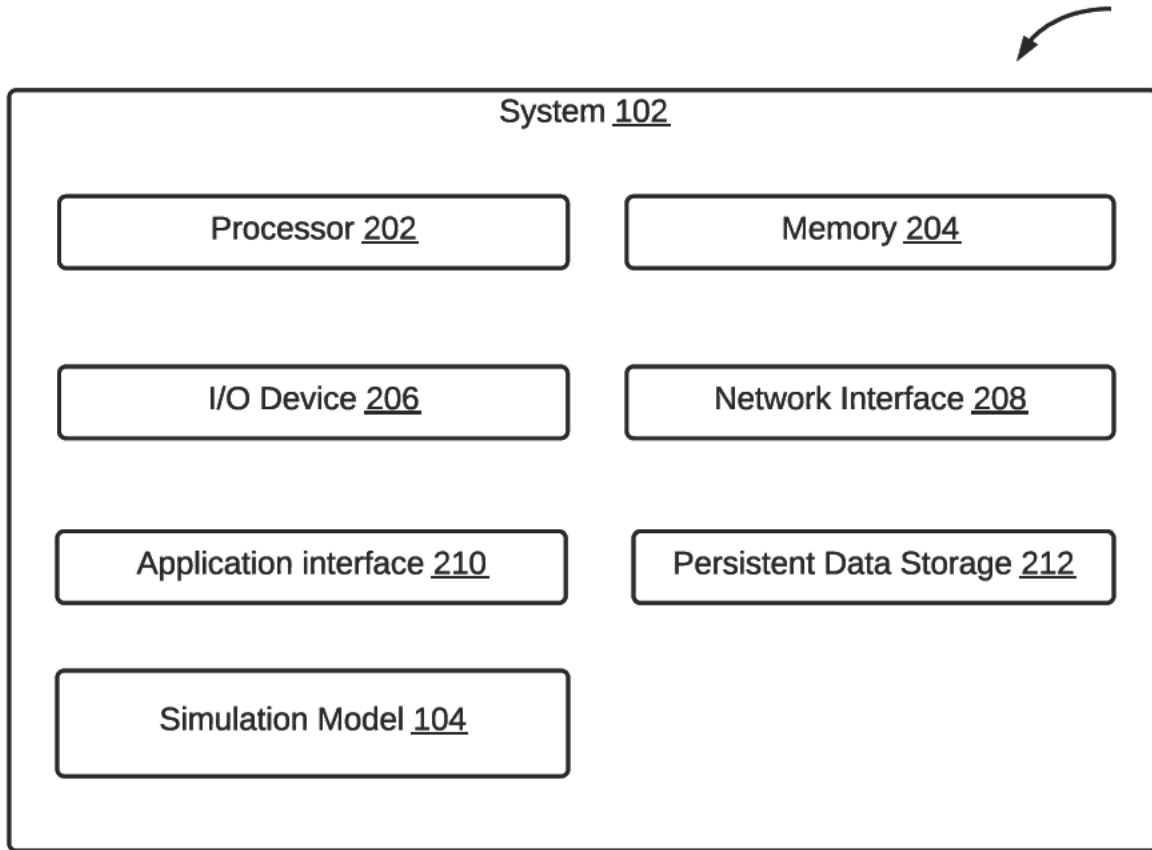 System 102
Processor 202
Memory 204
I/O Device 206
Network Interface 208
Application interface 210
Persistent Data Storage 212
Simulation Model 104